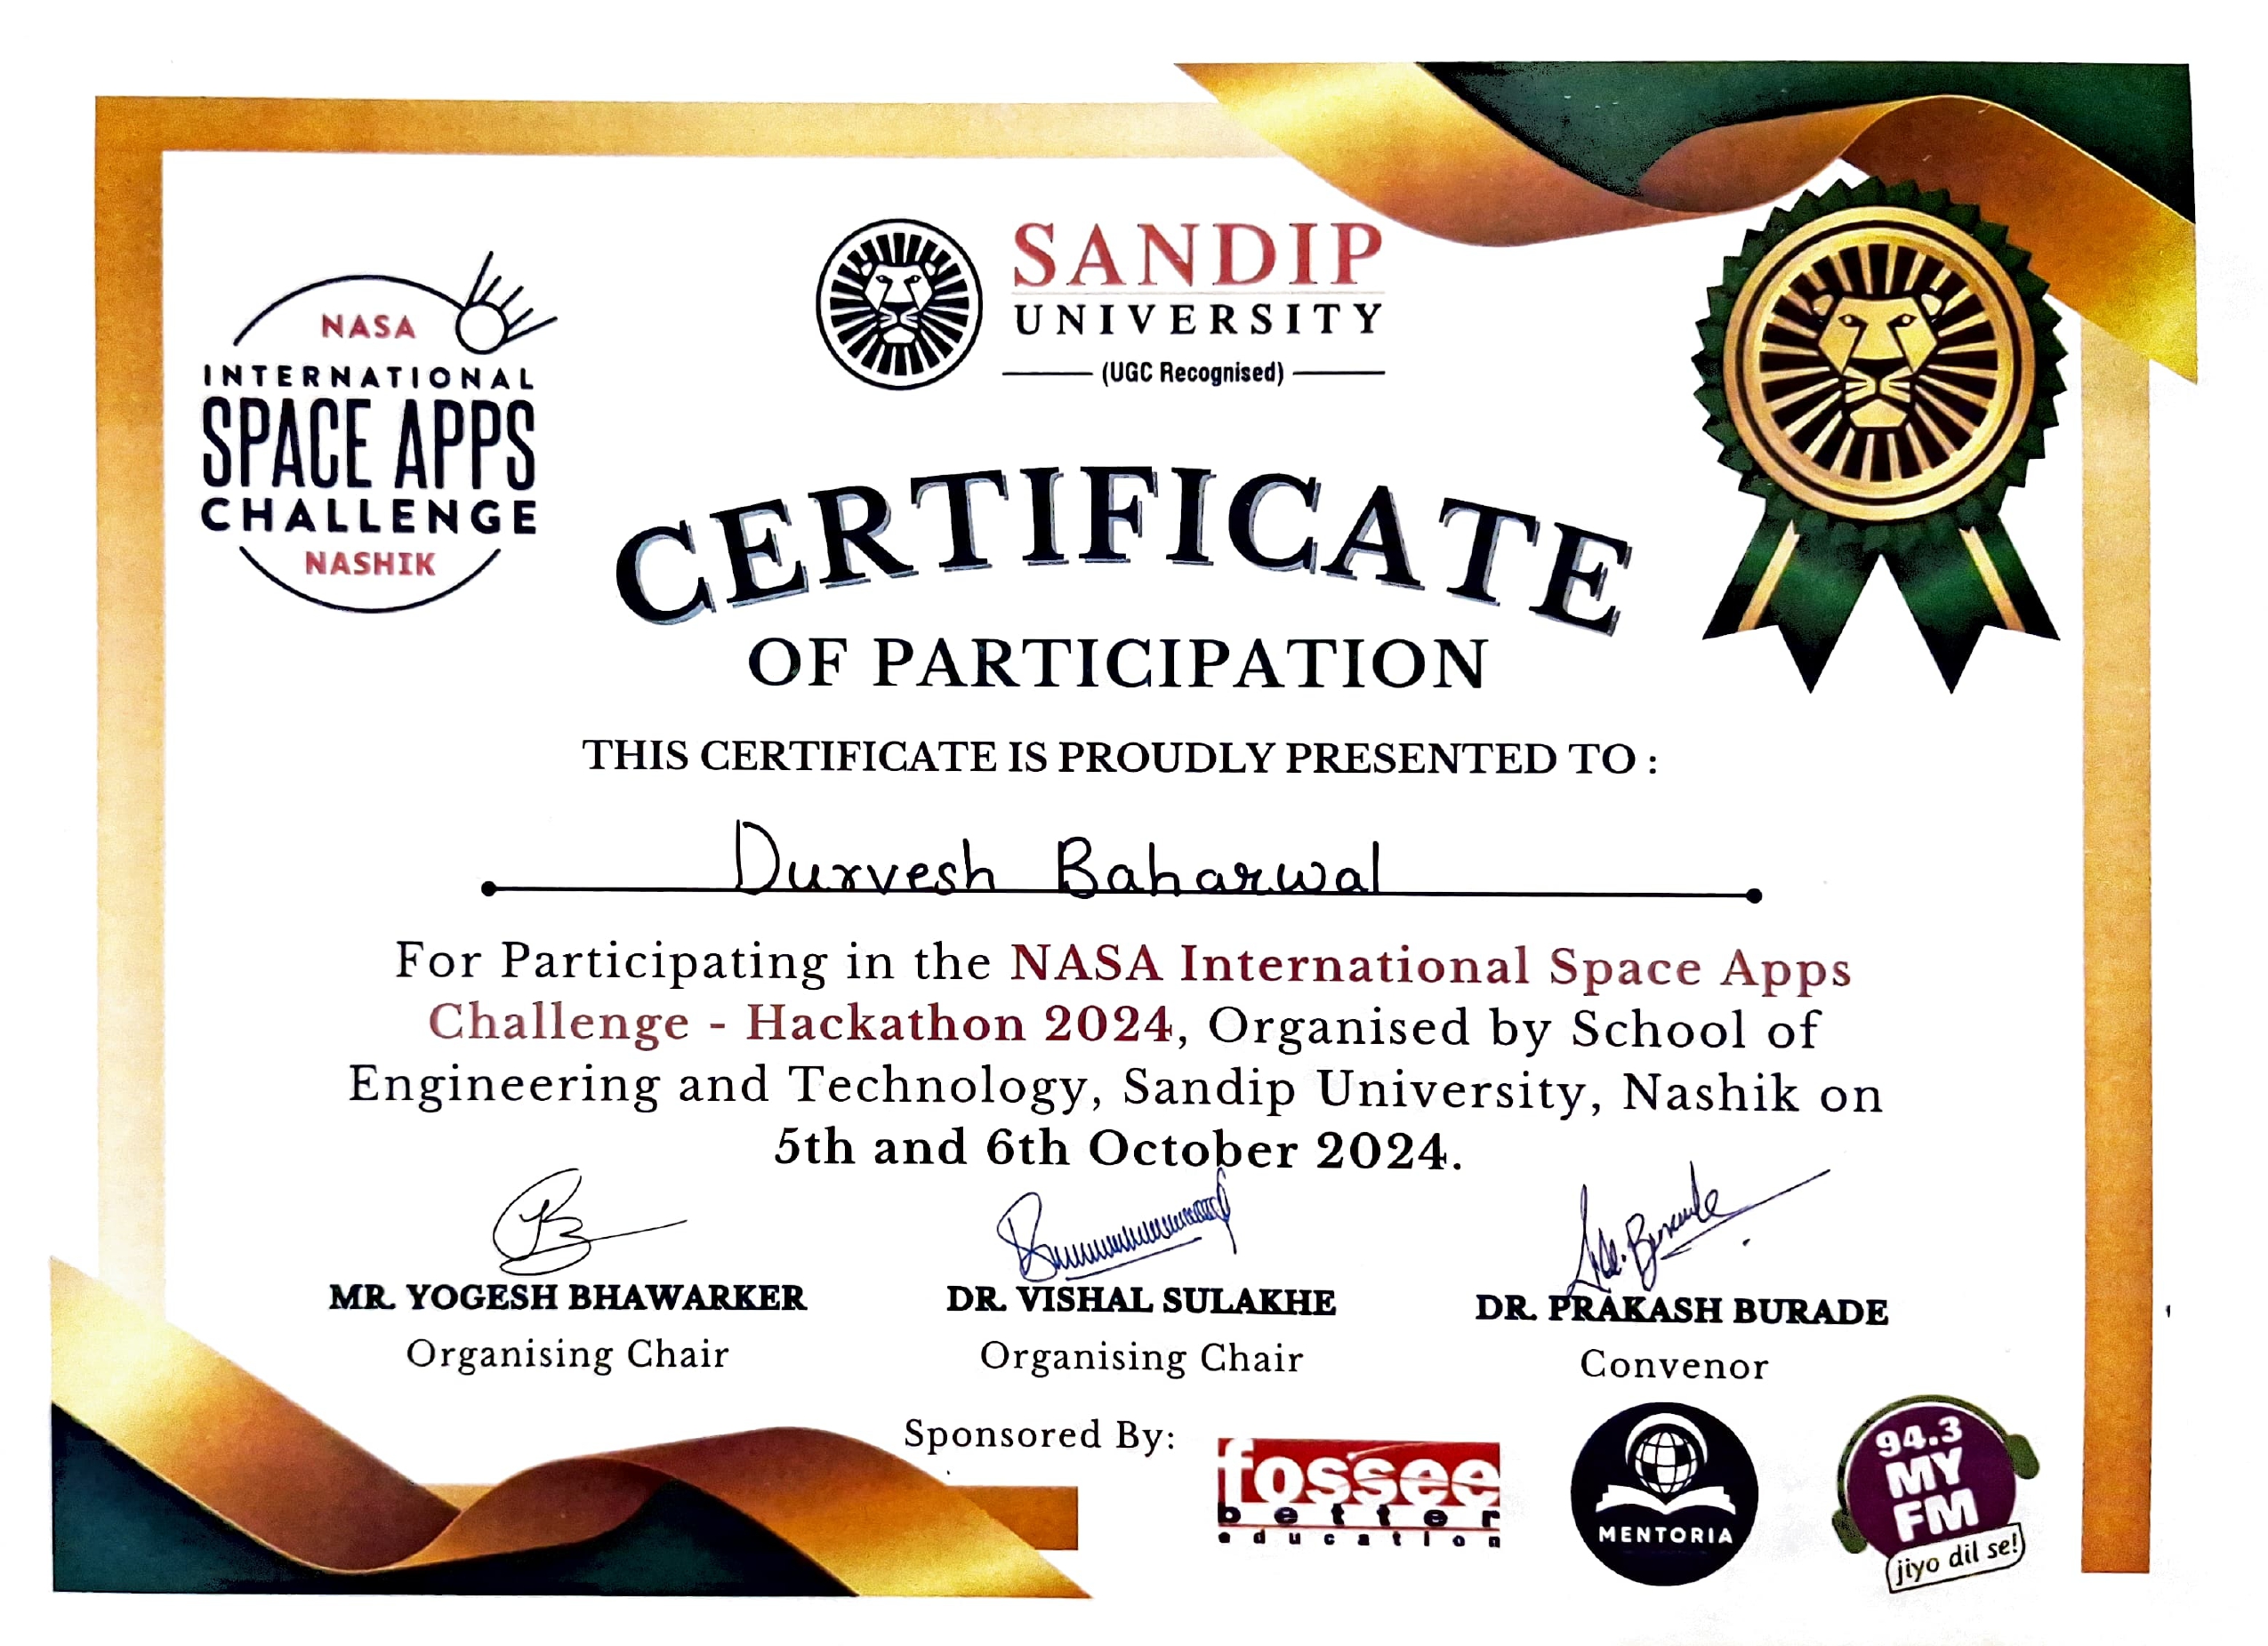 NASA
INTERNATIONAL
SPACE APPS
CHALLENGE
NASHIK
SANDIP
UNIVERSITY
(UGC Recognised)
CERTIFICATE
OF PARTICIPATION
THIS CERTIFICATE IS PROUDLY PRESENTED TO :
Durvesh Baharwal
For Participating in the NASA International Space Apps
Challenge - Hackathon 2024, Organised by School of
Engineering and Technology, Sandip University, Nashik on
5th and 6th October 2024.
MR. YOGESH BHAWARKER
Organising Chair
DR. VISHAL SULAKHE
Organising Chair
DR. PRAKASH BURADE
Convenor
Sponsored By:
fossee
better
education
MENTORIA
94.3
MY
FM
jiyo dil se!